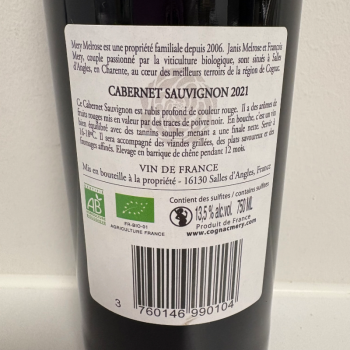 Mery Melrose est une propriété familiale depuis 2006. Janis Melrose et François
Mery, couple passionné par la viticulture biologique, sont situés à Salles
d'Angles, en Charente, au cœur des meilleurs terroirs de la région de Cognac.
CABERNET SAUVIGNON 2021
Ce Cabernet Sauvignon est rubis profond de couleur rouge. Il a des arômes de
fruits rouges mis en valeur par des traces de poivre noir. En bouche, c'est un vin
bien équilibré avec des tannins souples menant a une finale nette. Servi à
16-18°C. Il sera accompagné des viandes grillées, des plats savoureux et des
fromages affinés. Elevage en barrique de chêne pendant 12 mois.
VIN DE FRANCE
Mis en bouteille à la propriété - 16130 Salles d'Angles, France
AB
AGRICULTURE
BIOLOGIQUE
FR-BIO-01
AGRICULTURE FRANCE
Contient des sulfites / contains sulfites
13,5 % alc.vol. 750 ML
Produit de France
www.cognacmery.com
3 760146 990104